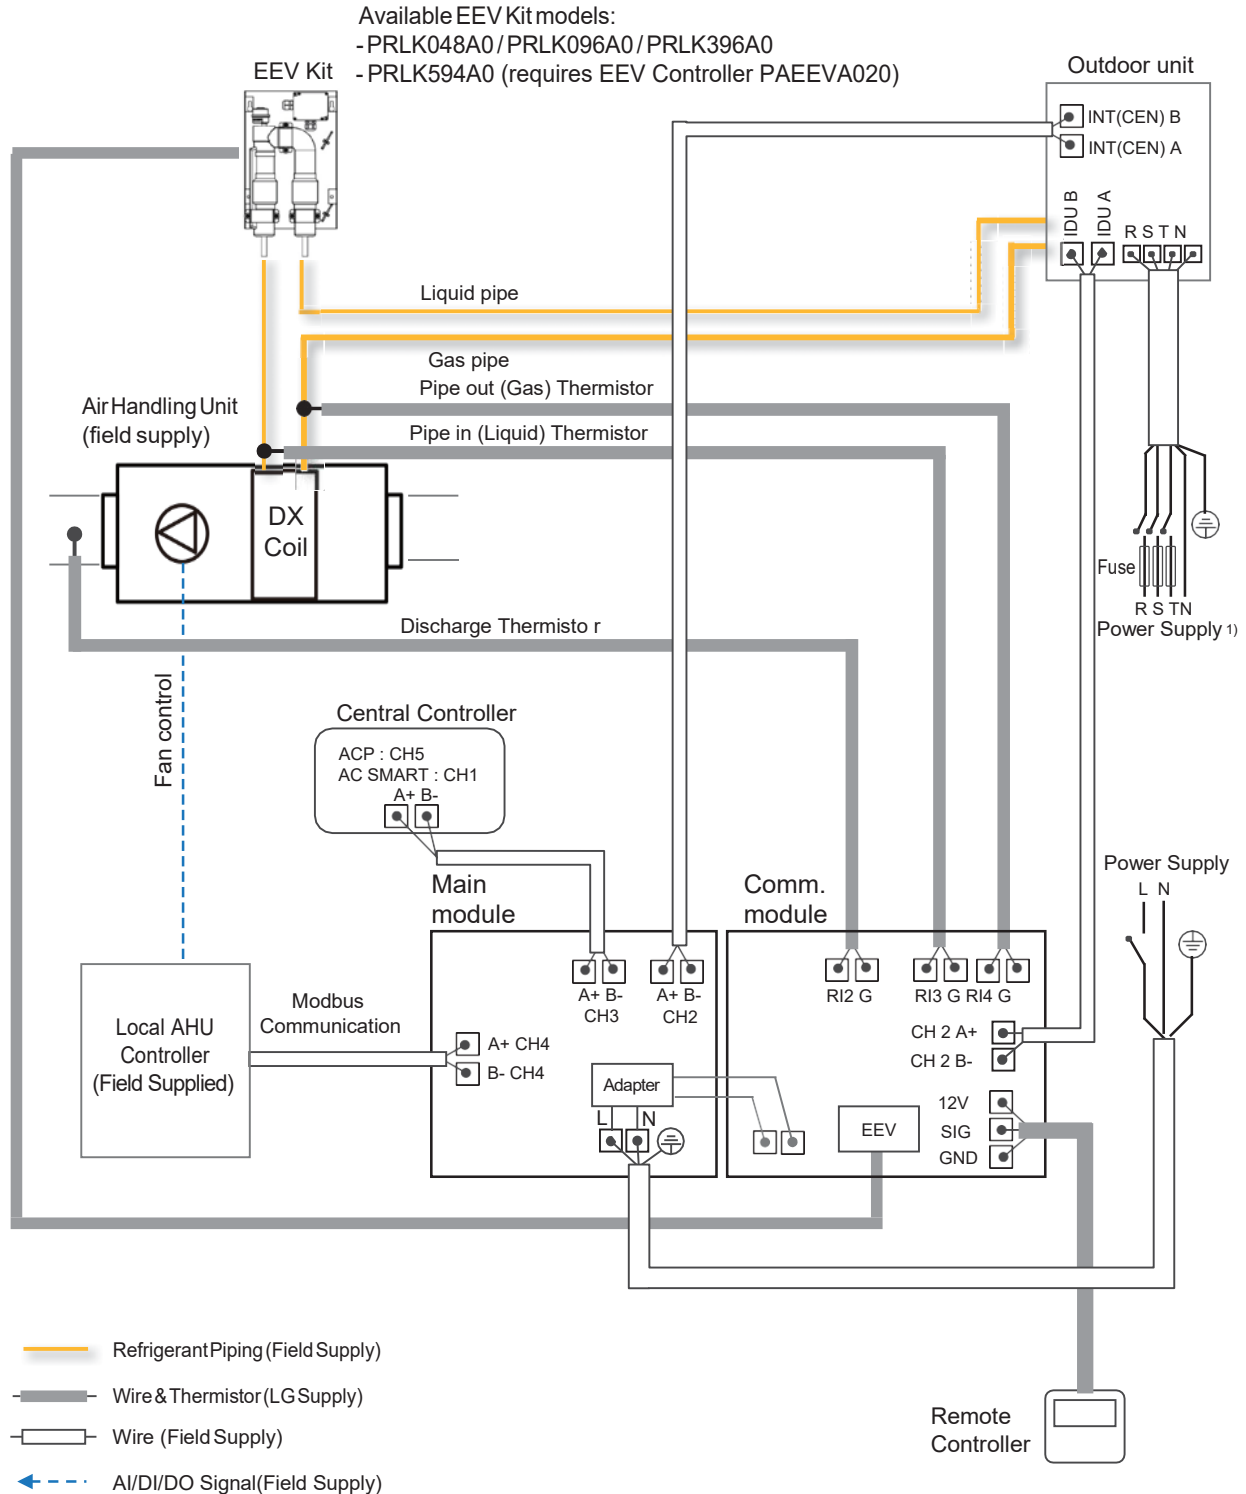 Available EEV Kit models:
- PRLK048A0 / PRLK096A0 / PRLK396A0
- PRLK594A0 (requires EEV Controller PAEEVA020)
EEV Kit
Outdoor unit
INT(CEN) B
INT(CEN) A
IDU B
IDU A
R S T N
Liquid pipe
Gas pipe
Pipe out (Gas) Thermistor
Pipe in (Liquid) Thermistor
Air Handling Unit
(field supply)
DX
Coil
Fuse
R S T N
Power Supply 1)
Discharge Thermisto r
Fan control
Central Controller
ACP : CH5
AC SMART : CH1
A+ B-
Main
module
Comm.
module
Power Supply
L N
A+ B-
CH3
A+ B-
CH2
RI2 G
RI3 G
RI4 G
Modbus
Communication
Local AHU
Controller
(Field Supplied)
A+ CH4
B- CH4
CH 2 A+
CH 2 B-
Adapter
L
N
EEV
12V
SIG
GND
Refrigerant Piping (Field Supply)
Wire & Thermistor (LG Supply)
Wire (Field Supply)
AI/DI/DO Signal(Field Supply)
Remote
Controller